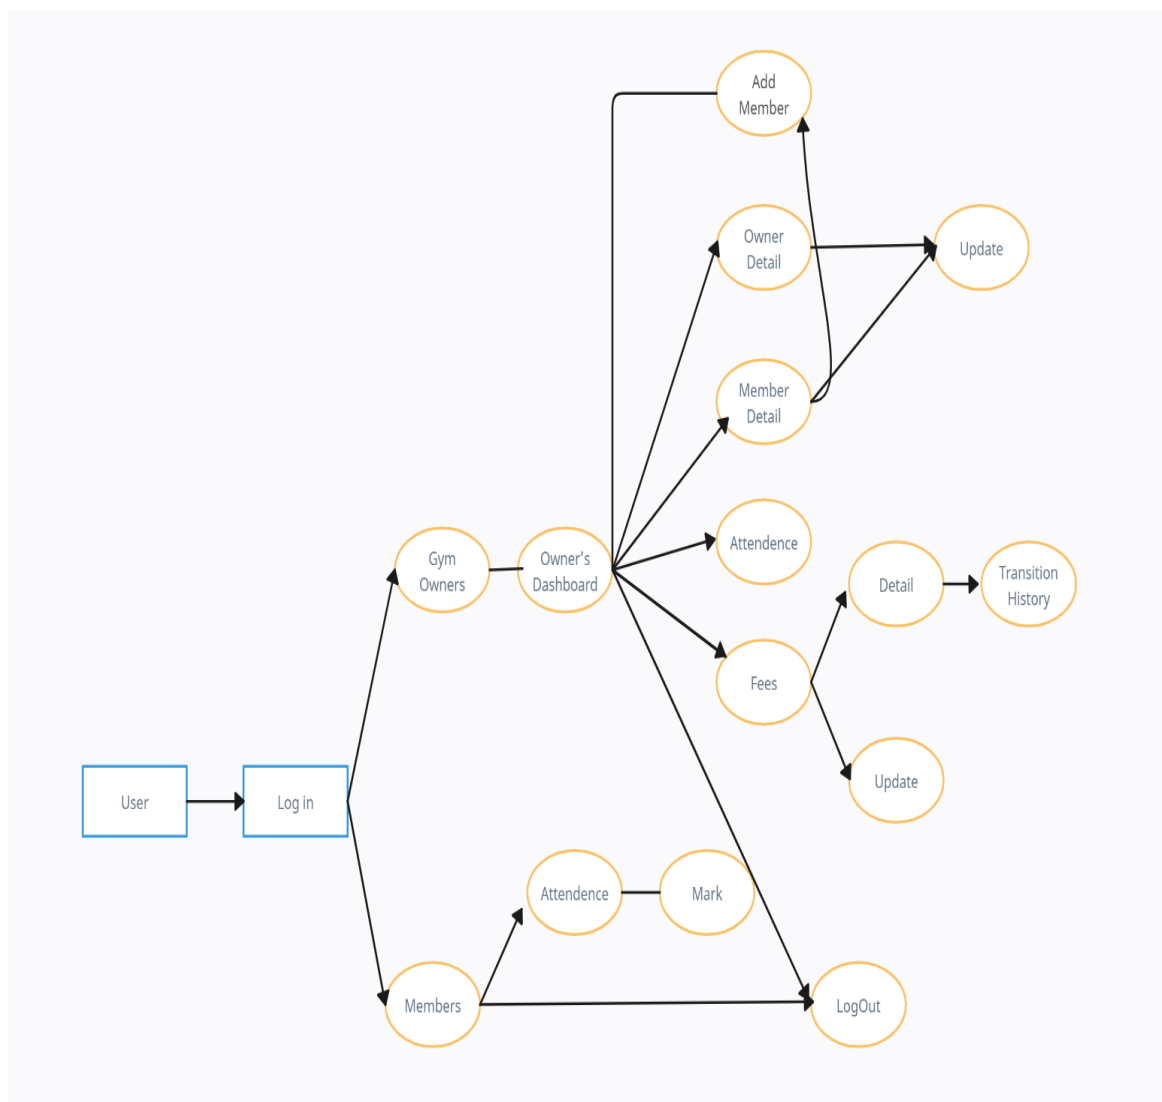 Add
Member
Owner
Detail
Update
Member
Detail
Attendence
Gym
Owners
Owner's
Dashboard
Detail
Transition
History
Fees
Update
User
Log in
Attendence
Mark
Members
LogOut